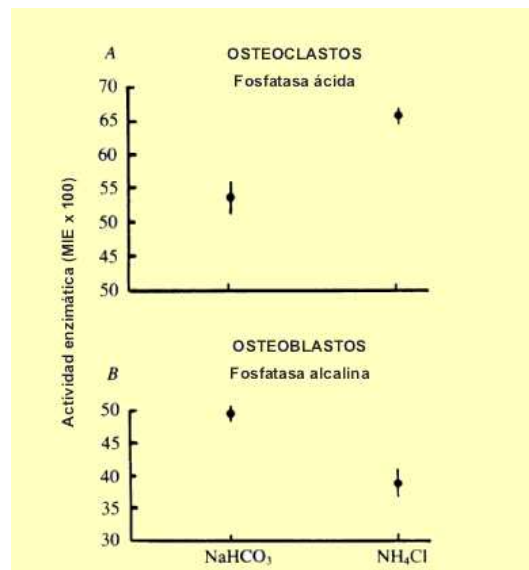 A OSTEOCLASTOS
Fosfatasa ácida
70
65
60
55
50
45
50
Actividad enzimática (MIE x 100)
OSTEOBLASTOS
B Fosfatasa alcalina
50
45
40
35
30
NaHCO₃ NH₄Cl